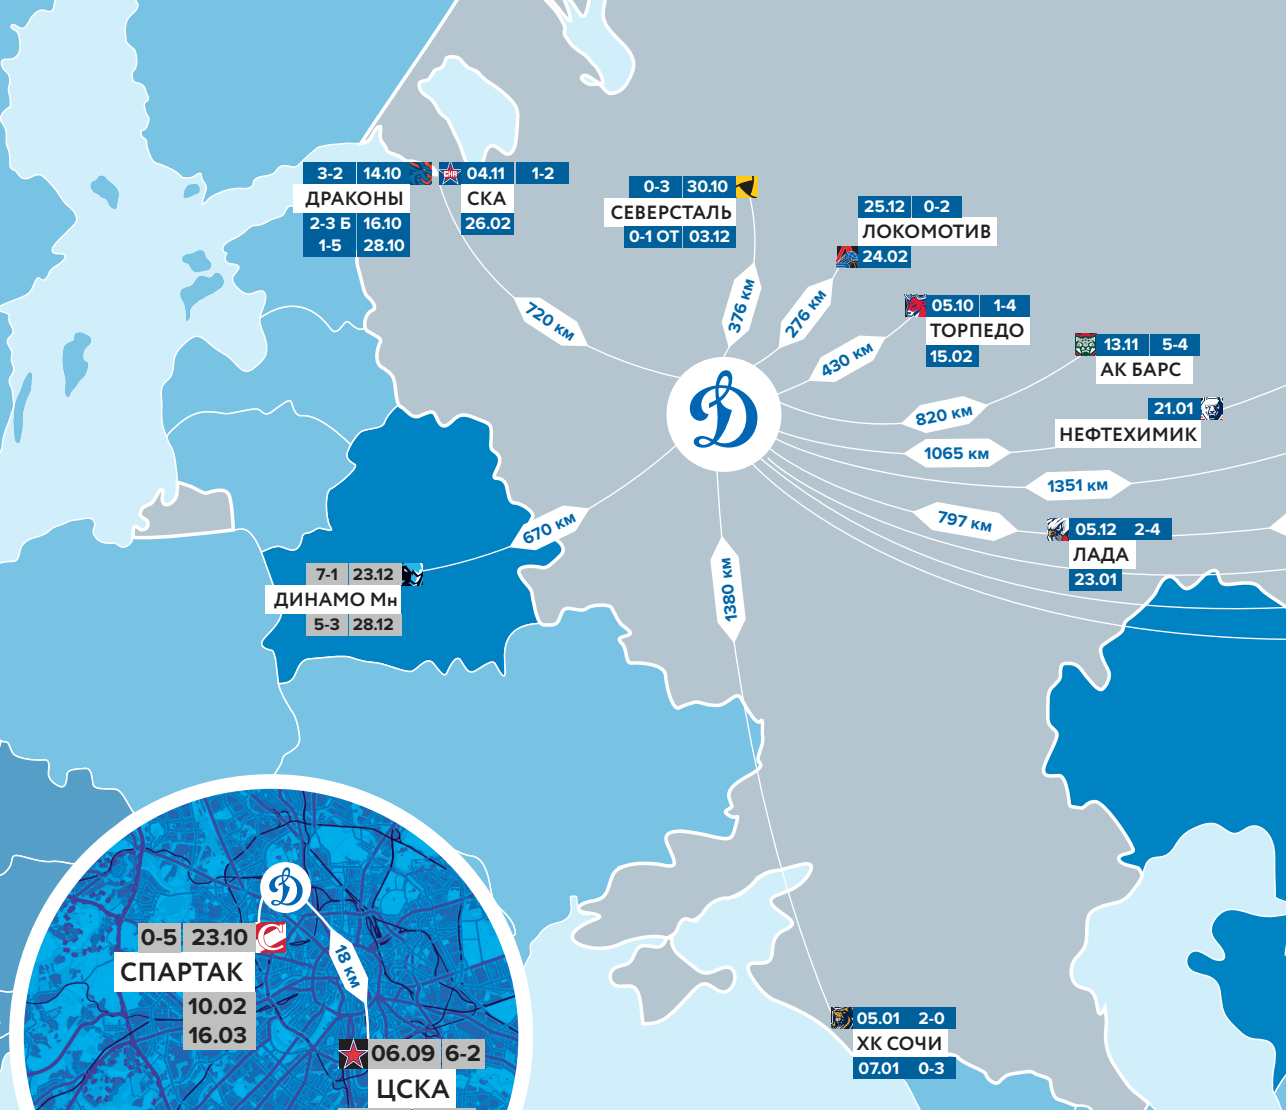 3-2 14.10
ДРАКОНЫ
2-3 Б 16.10
1-5 28.10
СКА 04.11 1-2
СКА
26.02
0-3 30.10
СЕВЕРСТАЛЬ
0-1 ОТ 03.12
25.12 0-2
ЛОКОМОТИВ
24.02
05.10 1-4
ТОРПЕДО
15.02
13.11 5-4
АК БАРС
21.01
НЕФТЕХИМИК
720 км
376 км
276 км
430 км
820 км
1065 км
1351 км
797 км
05.12 2-4
ЛАДА
23.01
670 км
7-1 23.12
ДИНАМО Мн
5-3 28.12
1380 км
Д
Д
0-5 23.10
С
СПАРТАК
10.02
16.03
18 км
06.09 6-2
ЦСКА
05.01 2-0
ХК СОЧИ
07.01 0-3